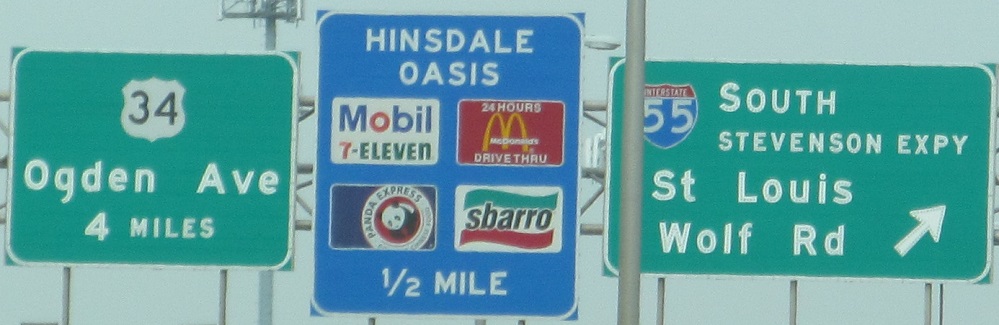 34
Ogden Ave
4 MILES
HINSDALE
OASIS
Mobil
7-ELEVEN
24 HOURS
McDonald's
DRIVE THRU
PANDA EXPRESS
sbarro
1/2 MILE
INTERSTATE
55
SOUTH
STEVENSON EXPY
St Louis
Wolf Rd